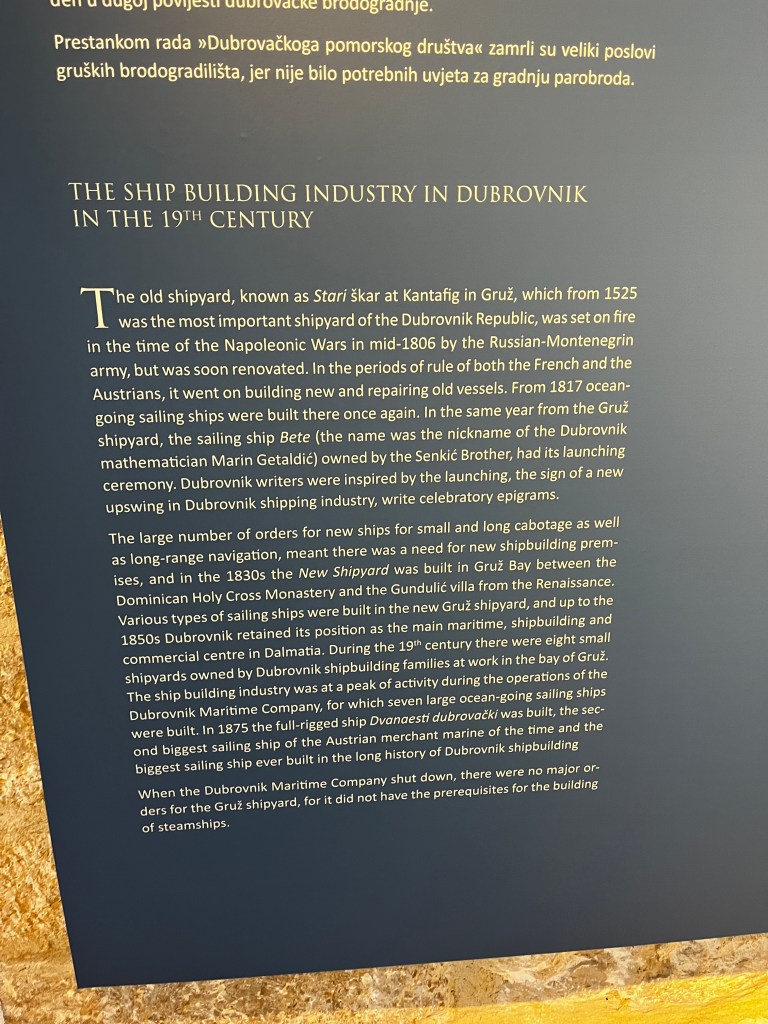 den u dugoj povijesti dubrovačke brodogradnje.
Prestankom rada »Dubrovačkoga pomorskog društva« zamrli su veliki poslovi
gruških brodogradilišta, jer nije bilo potrebnih uvjeta za gradnju parobroda.
THE SHIP BUILDING INDUSTRY IN DUBROVNIK
IN THE 19TH CENTURY
The old shipyard, known as Stari škar at Kantafig in Gruž, which from 1525
was the most important shipyard of the Dubrovnik Republic, was set on fire
in the time of the Napoleonic Wars in mid-1806 by the Russian-Montenegrin
army, but was soon renovated. In the periods of rule of both the French and the
Austrians, it went on building new and repairing old vessels. From 1817 ocean-
going sailing ships were built there once again. In the same year from the Gruž
shipyard, the sailing ship Bete (the name was the nickname of the Dubrovnik
mathematician Marin Getaldić) owned by the Senkić Brother, had its launching
ceremony. Dubrovnik writers were inspired by the launching, the sign of a new
upswing in Dubrovnik shipping industry, write celebratory epigrams.
The large number of orders for new ships for small and long cabotage as well
as long-range navigation, meant there was a need for new shipbuilding prem-
ises, and in the 1830s the New Shipyard was built in Gruž Bay between the
Dominican Holy Cross Monastery and the Gundulić villa from the Renaissance.
Various types of sailing ships were built in the new Gruž shipyard, and up to the
1850s Dubrovnik retained its position as the main maritime, shipbuilding and
commercial centre in Dalmatia. During the 19th century there were eight small
shipyards owned by Dubrovnik shipbuilding families at work in the bay of Gruž.
The ship building industry was at a peak of activity during the operations of the
Dubrovnik Maritime Company, for which seven large ocean-going sailing ships
were built. In 1875 the full-rigged ship Dvanaesti dubrovački was built, the sec-
ond biggest sailing ship of the Austrian merchant marine of the time and the
biggest sailing ship ever built in the long history of Dubrovnik shipbuilding
When the Dubrovnik Maritime Company shut down, there were no major or-
ders for the Gruž shipyard, for it did not have the prerequisites for the building
of steamships.